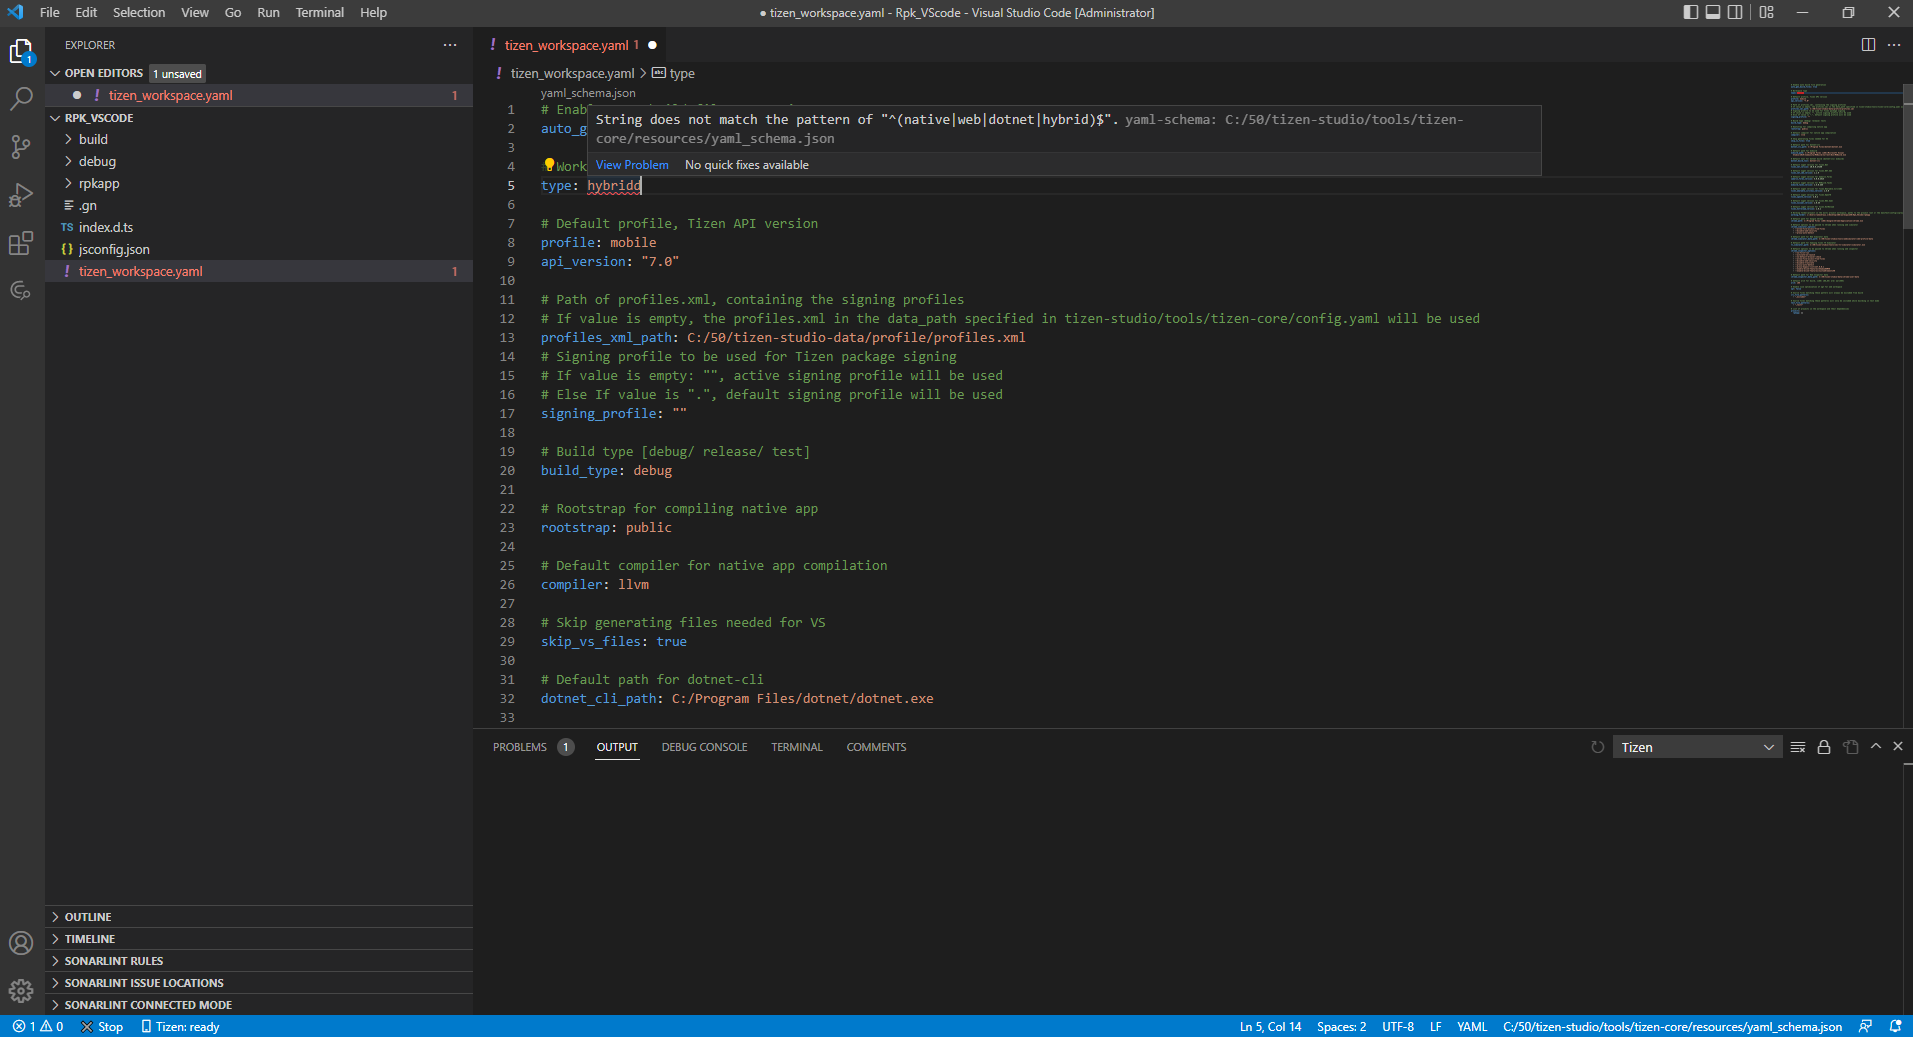 File Edit Selection View Go Run Terminal Help
● tizen_workspace.yaml - Rpk_VScode - Visual Studio Code [Administrator]
EXPLORER
OPEN EDITORS 1 unsaved
! tizen_workspace.yaml 1
RPK_VSCODE
build
debug
rpkapp
.gn
TS index.d.ts
{} jsconfig.json
! tizen_workspace.yaml 1
OUTLINE
TIMELINE
SONARLINT RULES
SONARLINT ISSUE LOCATIONS
SONARLINT CONNECTED MODE
1
! tizen_workspace.yaml 1 ●
! tizen_workspace.yaml > abc type
yaml_schema.json
1 # Enab
2 auto_g
3
4 Work
5 type: hybridd
String does not match the pattern of "^(native|web|dotnet|hybrid)$". yaml-schema: C:/50/tizen-studio/tools/tizen-
core/resources/yaml_schema.json
View Problem No quick fixes available
6
7 # Default profile, Tizen API version
8 profile: mobile
9 api_version: "7.0"
10
11 # Path of profiles.xml, containing the signing profiles
12 # If value is empty, the profiles.xml in the data_path specified in tizen-studio/tools/tizen-core/config.yaml will be used
13 profiles_xml_path: C:/50/tizen-studio-data/profile/profiles.xml
14 # Signing profile to be used for Tizen package signing
15 # If value is empty: "", active signing profile will be used
16 # Else If value is ".", default signing profile will be used
17 signing_profile: ""
18
19 # Build type [debug/ release/ test]
20 build_type: debug
21
22 # Rootstrap for compiling native app
23 rootstrap: public
24
25 # Default compiler for native app compilation
26 compiler: llvm
27
28 # Skip generating files needed for VS
29 skip_vs_files: true
30
31 # Default path for dotnet-cli
32 dotnet_cli_path: C:/Program Files/dotnet/dotnet.exe
33
PROBLEMS 1 OUTPUT DEBUG CONSOLE TERMINAL COMMENTS
Tizen
1 0 Stop Tizen: ready
Ln 5, Col 14 Spaces: 2 UTF-8 LF YAML C:/50/tizen-studio/tools/tizen-core/resources/yaml_schema.json